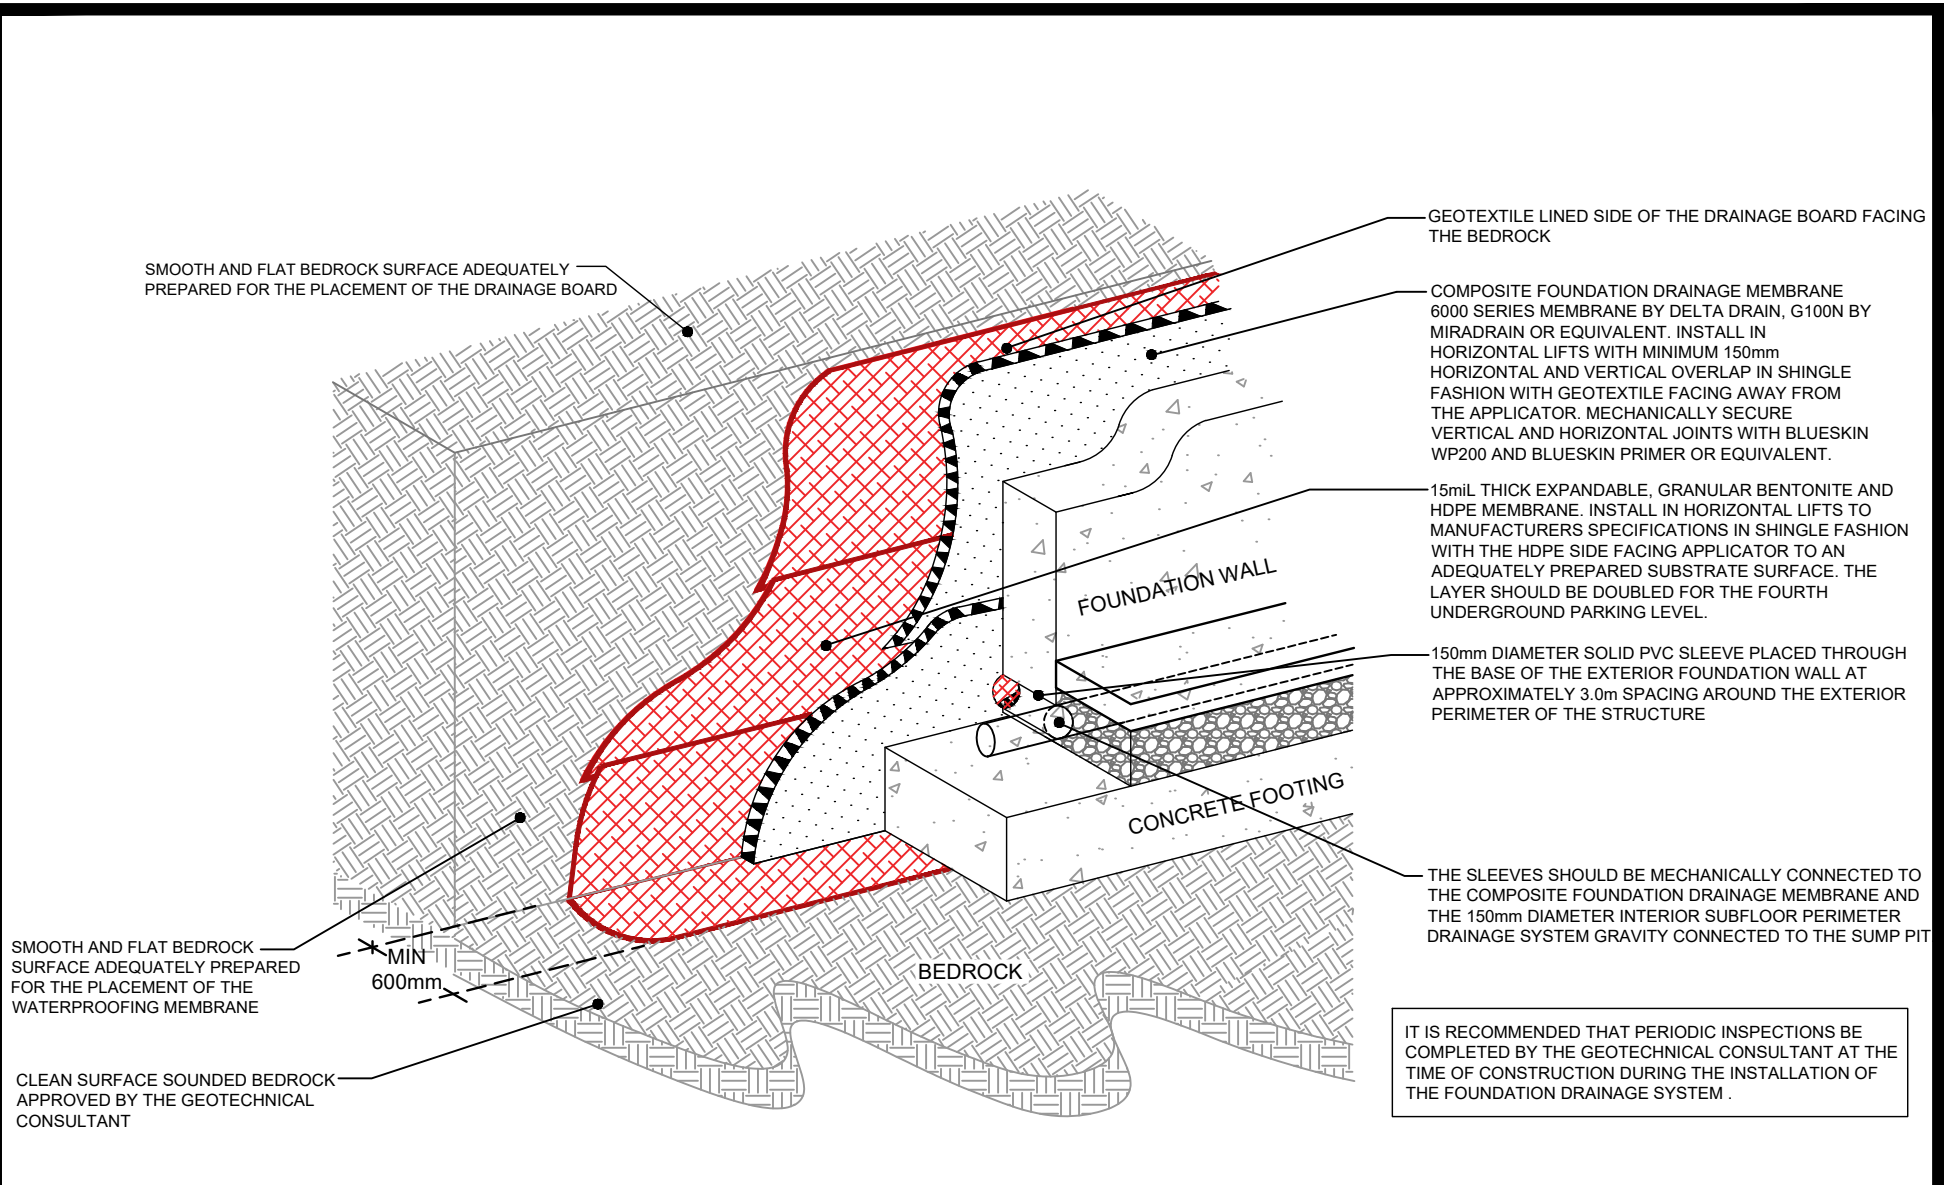 SMOOTH AND FLAT BEDROCK SURFACE ADEQUATELY
PREPARED FOR THE PLACEMENT OF THE DRAINAGE BOARD
GEOTEXTILE LINED SIDE OF THE DRAINAGE BOARD FACING
THE BEDROCK
COMPOSITE FOUNDATION DRAINAGE MEMBRANE
6000 SERIES MEMBRANE BY DELTA DRAIN, G100N BY
MIRADRAIN OR EQUIVALENT. INSTALL IN
HORIZONTAL LIFTS WITH MINIMUM 150mm
HORIZONTAL AND VERTICAL OVERLAP IN SHINGLE
FASHION WITH GEOTEXTILE FACING AWAY FROM
THE APPLICATOR. MECHANICALLY SECURE
VERTICAL AND HORIZONTAL JOINTS WITH BLUESKIN
WP200 AND BLUESKIN PRIMER OR EQUIVALENT.
15miL THICK EXPANDABLE, GRANULAR BENTONITE AND
HDPE MEMBRANE. INSTALL IN HORIZONTAL LIFTS TO
MANUFACTURERS SPECIFICATIONS IN SHINGLE FASHION
WITH THE HDPE SIDE FACING APPLICATOR TO AN
ADEQUATELY PREPARED SUBSTRATE SURFACE. THE
LAYER SHOULD BE DOUBLED FOR THE FOURTH
UNDERGROUND PARKING LEVEL.
FOUNDATION WALL
150mm DIAMETER SOLID PVC SLEEVE PLACED THROUGH
THE BASE OF THE EXTERIOR FOUNDATION WALL AT
APPROXIMATELY 3.0m SPACING AROUND THE EXTERIOR
PERIMETER OF THE STRUCTURE
CONCRETE FOOTING
THE SLEEVES SHOULD BE MECHANICALLY CONNECTED TO
THE COMPOSITE FOUNDATION DRAINAGE MEMBRANE AND
THE 150mm DIAMETER INTERIOR SUBFLOOR PERIMETER
DRAINAGE SYSTEM GRAVITY CONNECTED TO THE SUMP PIT
SMOOTH AND FLAT BEDROCK
SURFACE ADEQUATELY PREPARED
FOR THE PLACEMENT OF THE
WATERPROOFING MEMBRANE
MIN
600mm
BEDROCK
CLEAN SURFACE SOUNDED BEDROCK
APPROVED BY THE GEOTECHNICAL
CONSULTANT
IT IS RECOMMENDED THAT PERIODIC INSPECTIONS BE
COMPLETED BY THE GEOTECHNICAL CONSULTANT AT THE
TIME OF CONSTRUCTION DURING THE INSTALLATION OF
THE FOUNDATION DRAINAGE SYSTEM .